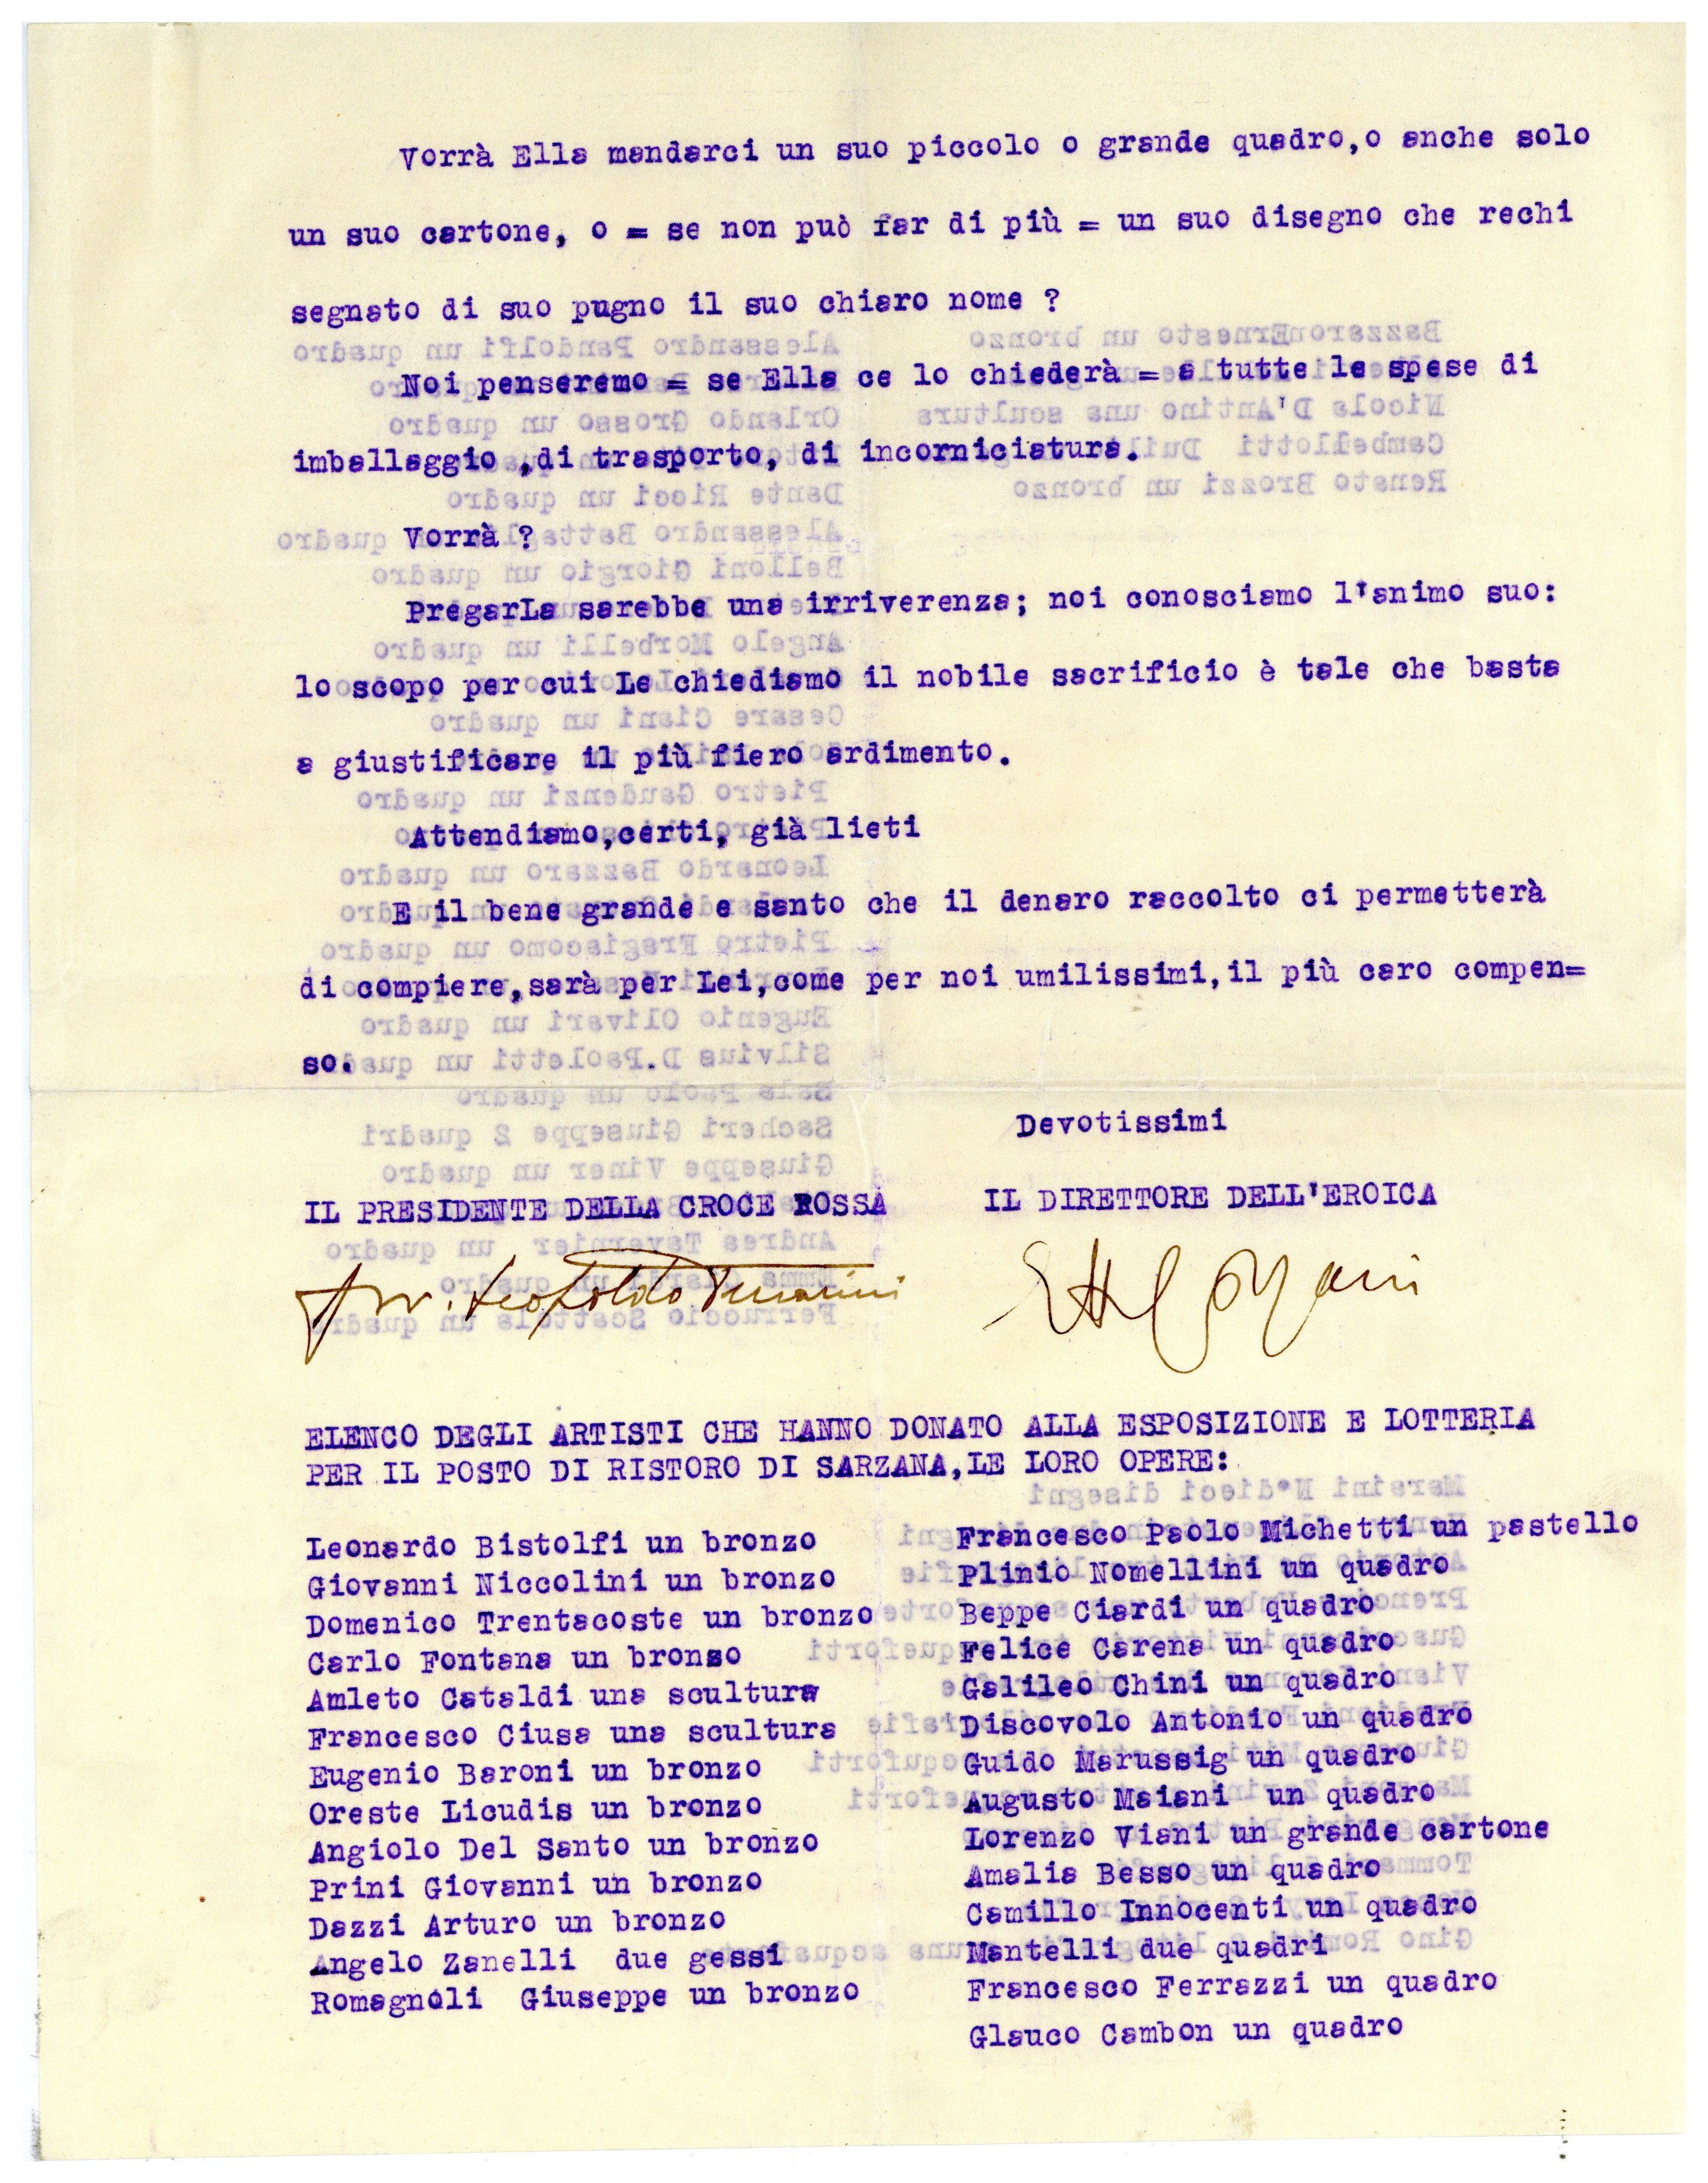 Vorrà Ella mandarci un suo piccolo o grande quadro,o anche solo
un suo cartone, o = se non può far di più = un suo disegno che rechi
segnato di suo pugno il suo chiaro nome ?
Noi penseremo = se Ella ce lo chiederà = a tutte le spese di
imballaggio ,di trasporto, di incorniciatura.
Vorrà ?
PregarLa sarebbe una irriverenza; noi conosciamo l'animo suo:
lo scopo per cui Le chiediamo il nobile sacrificio è tale che basta
a giustificare il più fiero ardimento.
Attendiamo,certi, già lieti
E il bene grande e santo che il denaro raccolto ci permetterà
di compiere,sarà per Lei,come per noi umilissimi,il più caro compen=
so.
Devotissimi
IL PRESIDENTE DELLA CROCE ROSSA IL DIRETTORE DELL'EROICA
Avv. Leopoldo
ELENCO DEGLI ARTISTI CHE HANNO DONATO ALLA ESPOSIZIONE E LOTTERIA
PER IL POSTO DI RISTORO DI SARZANA,LE LORO OPERE:
Leonardo Bistolfi un bronzo
Giovanni Niccolini un bronzo
Domenico Trentacoste un bronzo
Carlo Fontana un bronso
Amleto Cataldi una scultura
Francesco Ciusa una scultura
Eugenio Baroni un bronzo
Oreste Licudis un bronzo
Angiolo Del Santo un bronzo
Prini Giovanni un bronzo
Dazzi Arturo un bronzo
Angelo Zanelli due gessi
Romagnoli Giuseppe un bronzo
Francesco Paolo Michetti un pastello
Plinio Nomellini un quadro
Beppe Ciardi un quadro
Felice Carena un quadro
Galileo Chini un quadro
Discovolo Antonio un quadro
Guido Marussig un quadro
Augusto Maiani un quadro
Lorenzo Viani un grande cartone
Amalia Besso un quadro
Camillo Innocenti un quadro
Mantelli due quadri
Francesco Ferrazzi un quadro
Glauco Cambon un quadro